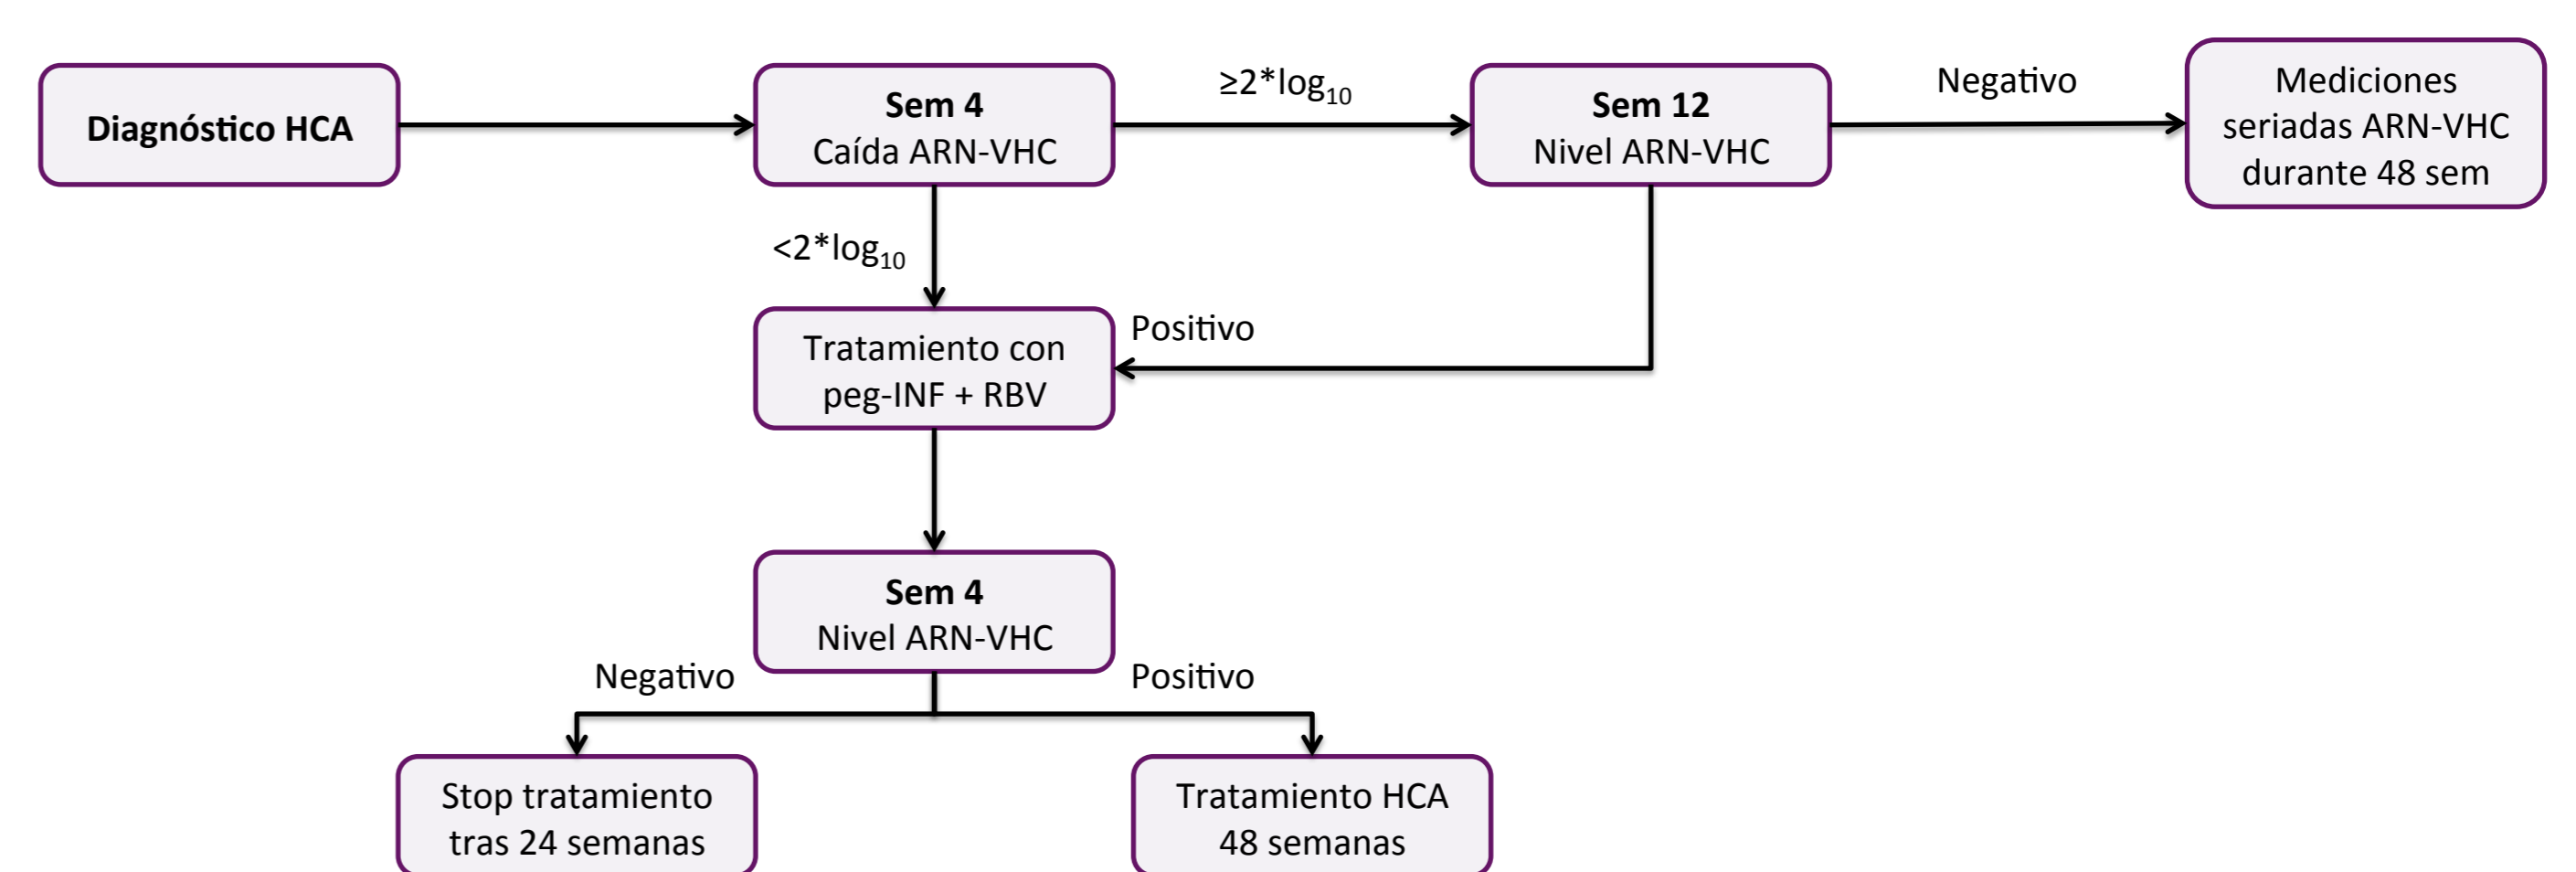 Diagnóstico HCA
Sem 4
Caída ARN-VHC
≥2*log₁₀
Sem 12
Nivel ARN-VHC
Negativo
Mediciones
seriadas ARN-VHC
durante 48 sem
<2*log₁₀
Positivo
Tratamiento con
peg-INF + RBV
Sem 4
Nivel ARN-VHC
Negativo
Positivo
Stop tratamiento
tras 24 semanas
Tratamiento HCA
48 semanas